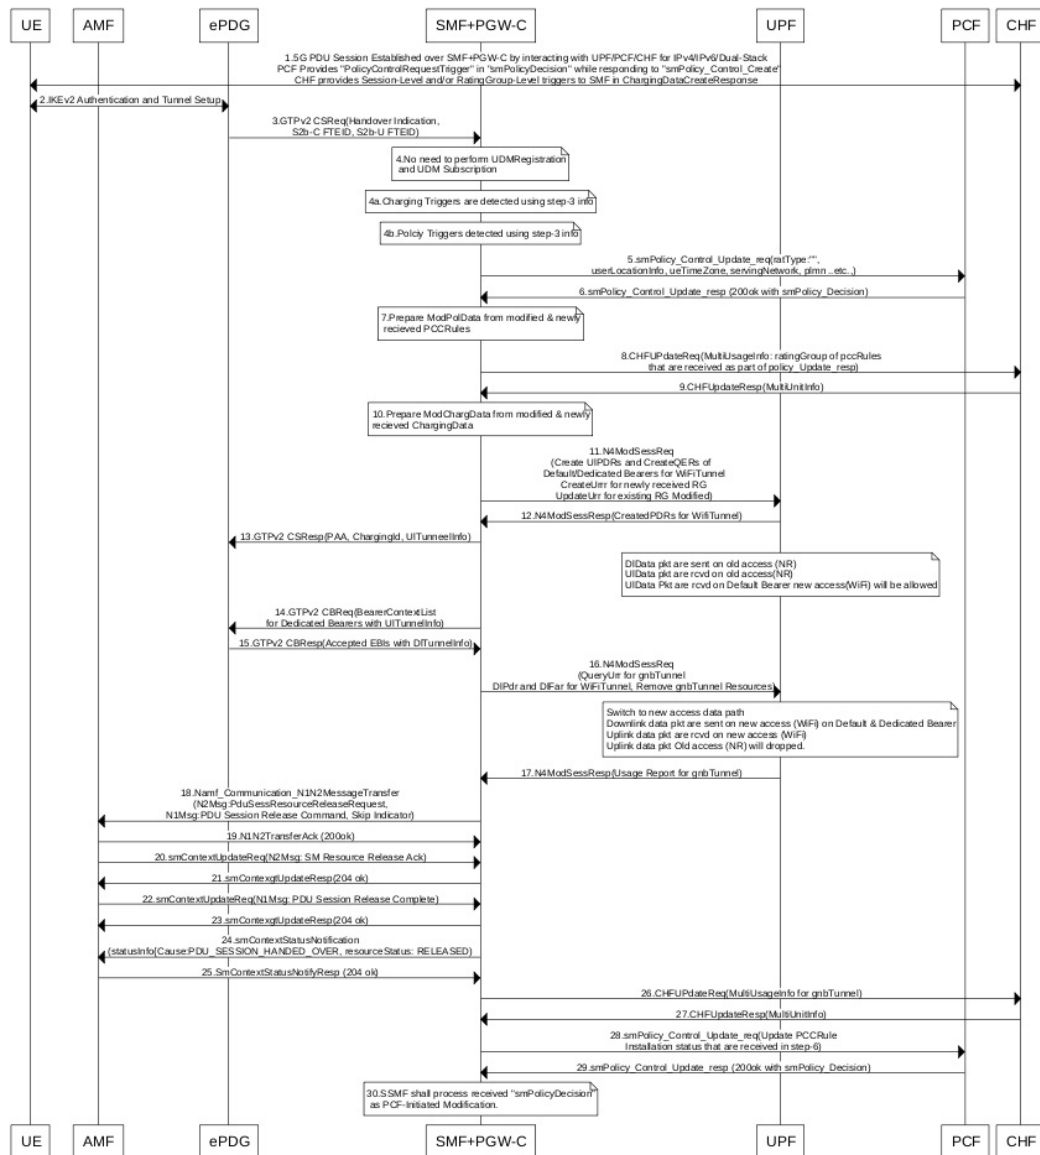 UE AMF ePDG SMF+PGW-C UPF PCF CHF
1.5G PDU Session Established over SMF+PGW-C by interacting with UPF/PCF/CHF for IPv4/IPv6/Dual-Stack
PCF Provides "PolicyControlRequestTrigger" in "smPolicyDecision" while responding to "smPolicy_Control_Create"
CHF prrovides Session-Level and/or RatingGroup-Level triggers to SMF in ChargingDataCreateResponse
2.IKEv2 Authentication and Tunnel Setup
3.GTPv2 CSReq(Handover Indication,
S2b-C FTEID, S2b-U FTEID)
4.No need to perform UDMRegistration
and UDM Subscription
4a.Charging Triggers are detected using step-3 info
4b.Polciy Triggers detected using step-3 info
5.smPolicy_Control_Update_req(ratType:"",
userLocationInfo, ueTimeZone, servingNetwork, plmn ..etc.,)
6.smPolicy_Control_Update_resp (200ok with smPolicy_Decision)
7.Prepare ModPolData from modified & newly
recieved PCCRules
8.CHFUPdateReq(MultiUsageInfo: ratingGroup of pccRules
that are received as part of policy_Update_resp)
9.CHFUpdateResp(MultiUnitInfo)
10.Prepare ModChargData from modified & newly
recieved ChargingData
11.N4ModSessReq
(Create UlPDRs and CreateQERs of
Default/Dedicated Bearers for WiFiTunnel
CreateUrrr for newly received RG
UpdateUrr for existing RG Modified)
12.N4ModSessResp(CreatedPDRs for WifiTunnel)
13.GTPv2 CSResp(PAA, ChargingId, UlTunneelInfo)
DlData pkt are sent on old access (NR)
UlData pkt are rcvd on old access(NR)
UlData Pkt are rcvd on Default Bearer new access(WiFi) will be allowed
14.GTPv2 CBReq(BearerContextList
for Dedicated Bearers with UlTunnelInfo)
15.GTPv2 CBResp(Accepted EBIs with DlTunnelInfo)
16.N4ModSessReq
(QueryUrr for gnbTunnel
DlPdr and DlFar for WiFiTunnel, Remove gnbTunnel Resources)
Switch to new access data path
Downlink data pkt are sent on new access (WiFi) on Default & Dedicated Bearer
Uplink data pkt are rcvd on new access (WiFi)
Uplink data pkt Old access (NR) will dropped.
17.N4ModSessResp(Usage Report for gnbTunnel)
18.Namf_Communication_N1N2MessageTransfer
(N2Msg:PduSessResourceReleaseRequest,
N1Msg:PDU Session Release Command, Skip Indicator)
19.N1N2TransferAck (200ok)
20.smContextUpdateReq(N2Msg: SM Resource Release Ack)
21.smContexgtUpdateResp(204 ok)
22.smContextUpdateReq(N1Msg: PDU Session Release Complete)
23.smContexgtUpdateResp(204 ok)
24.smContextStatusNotification
(statusInfo{Cause:PDU_SESSION_HANDED_OVER, resourceStatus: RELEASED)
25.SmContextStatusNotifyResp (204 ok)
26.CHFUPdateReq(MultiUsageInfo for gnbTunnel)
27.CHFUpdateResp(MultiUnitInfo)
28.smPolicy_Control_Update_req(Update PCCRule
Installation status that are received in step-6)
29.smPolicy_Control_Update_resp (200ok with smPolicy_Decision)
30.SSMF shall process received "smPolicyDecision"
as PCF-Initiated Modification.
UE AMF ePDG SMF+PGW-C UPF PCF CHF